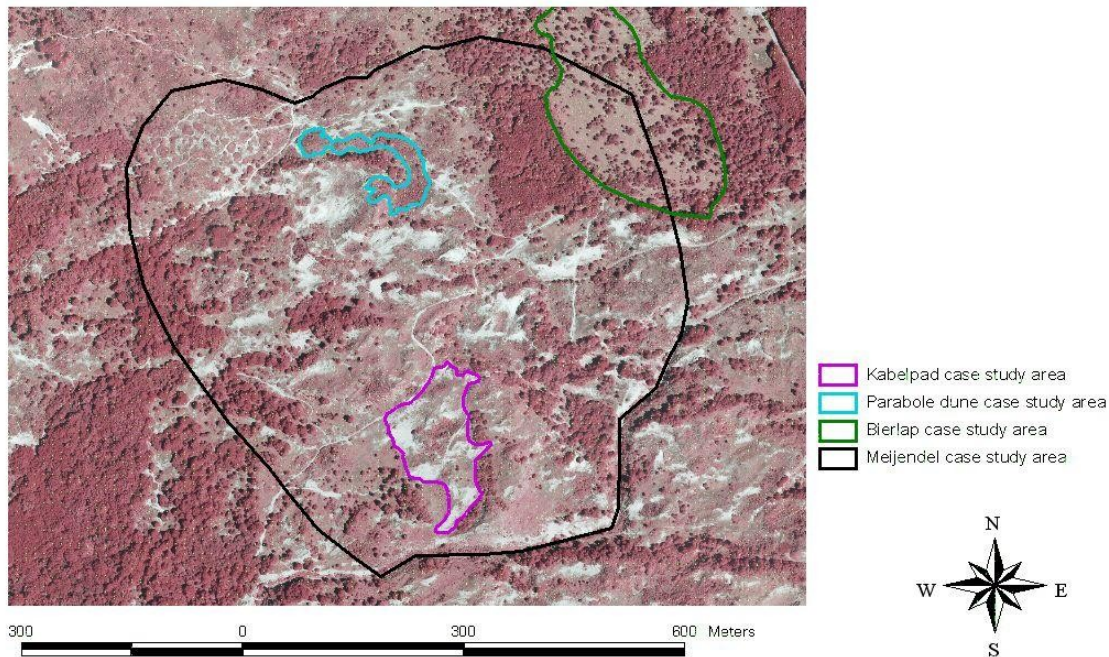 Kabelpad case study area
Parabole dune case study area
Bierlap case study area
Meijendel case study area
N
W E
S
300 0 300 600 Meters